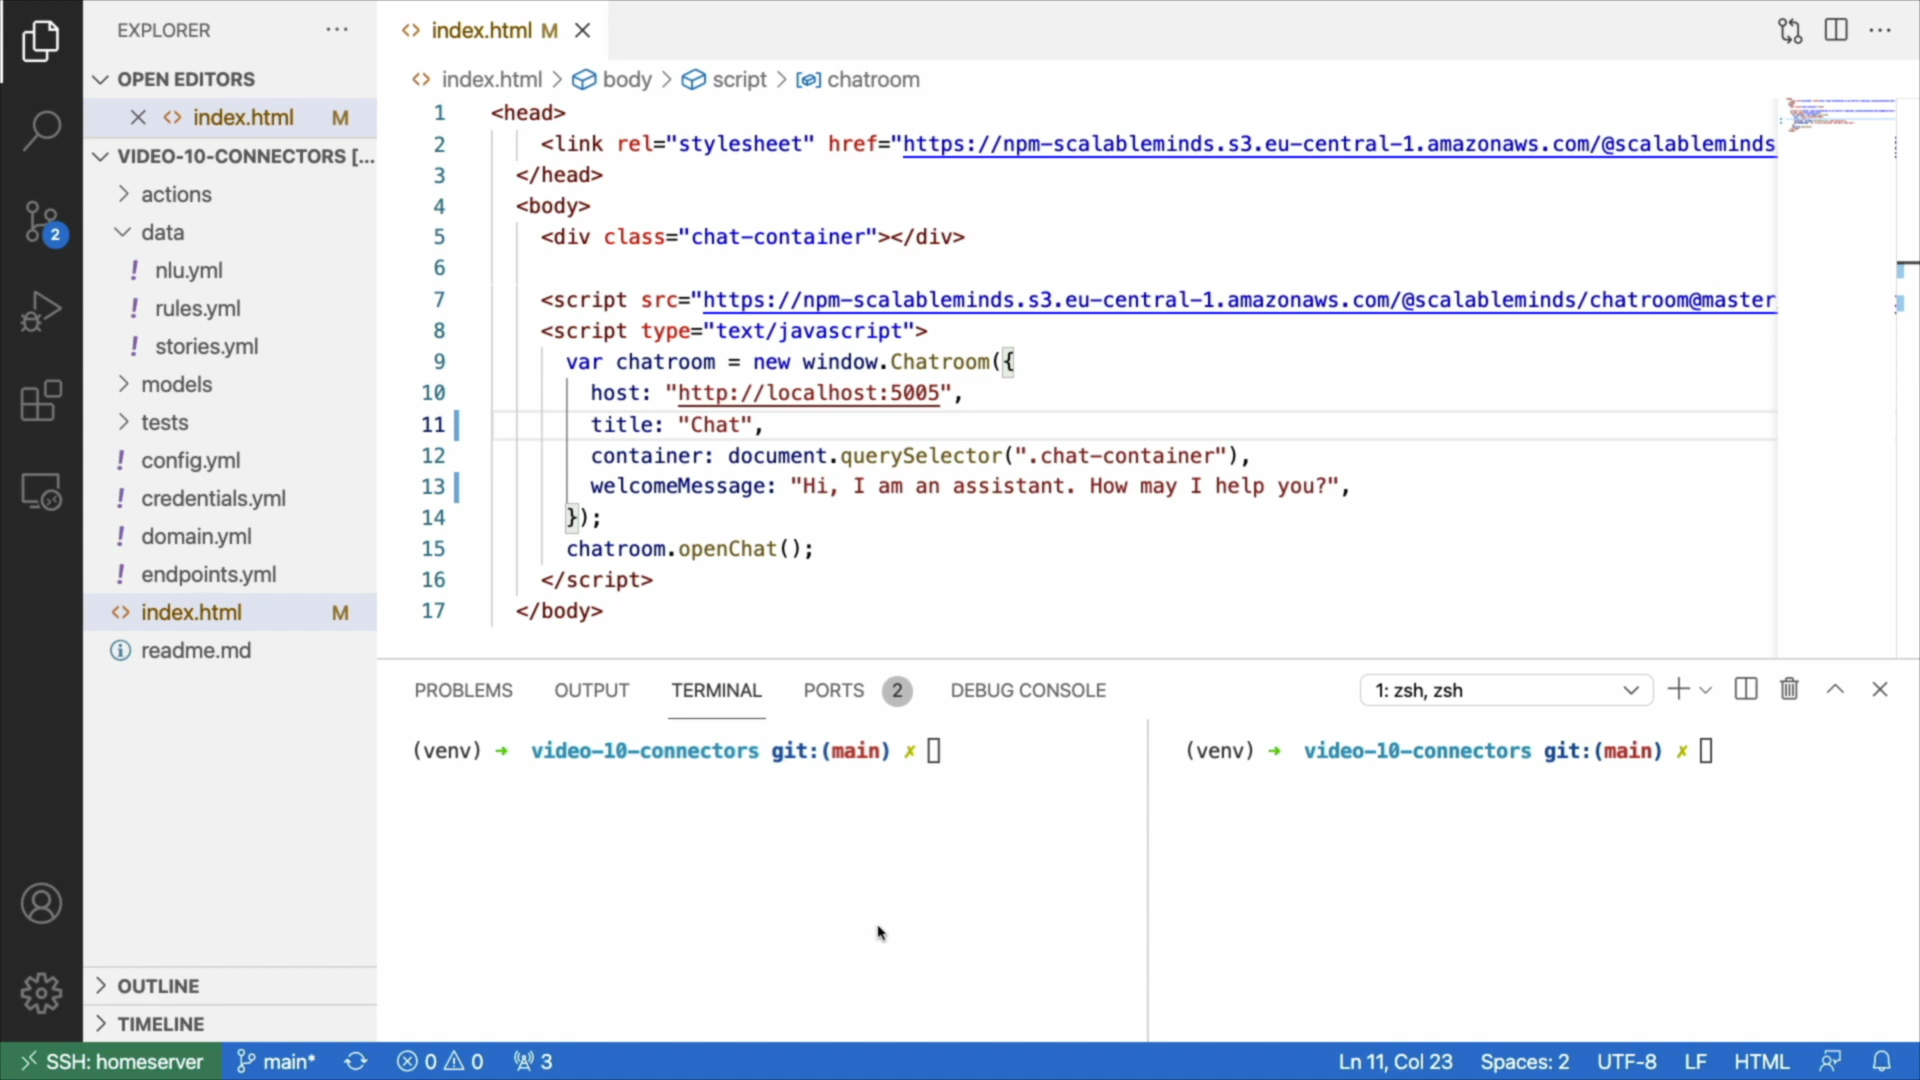 EXPLORER
OPEN EDITORS
index.html M
VIDEO-10-CONNECTORS [...
actions
data
! nlu.yml
! rules.yml
! stories.yml
models
tests
! config.yml
! credentials.yml
! domain.yml
! endpoints.yml
index.html M
readme.md
OUTLINE
TIMELINE
2
index.html M
index.html > body > script > chatroom
1 <head>
2 <link rel="stylesheet" href="https://npm-scalableminds.s3.eu-central-1.amazonaws.com/@scalableminds
3 </head>
4 <body>
5 <div class="chat-container"></div>
6
7 <script src="https://npm-scalableminds.s3.eu-central-1.amazonaws.com/@scalableminds/chatroom@master
8 <script type="text/javascript">
9 var chatroom = new window.Chatroom({
10 host: "http://localhost:5005",
11 title: "Chat",
12 container: document.querySelector(".chat-container"),
13 welcomeMessage: "Hi, I am an assistant. How may I help you?",
14 });
15 chatroom.openChat();
16 </script>
17 </body>
PROBLEMS OUTPUT TERMINAL PORTS 2 DEBUG CONSOLE 1: zsh, zsh
(venv) → video-10-connectors git:(main) ✗
(venv) → video-10-connectors git:(main) ✗
SSH: homeserver main* 0 0 3 Ln 11, Col 23 Spaces: 2 UTF-8 LF HTML